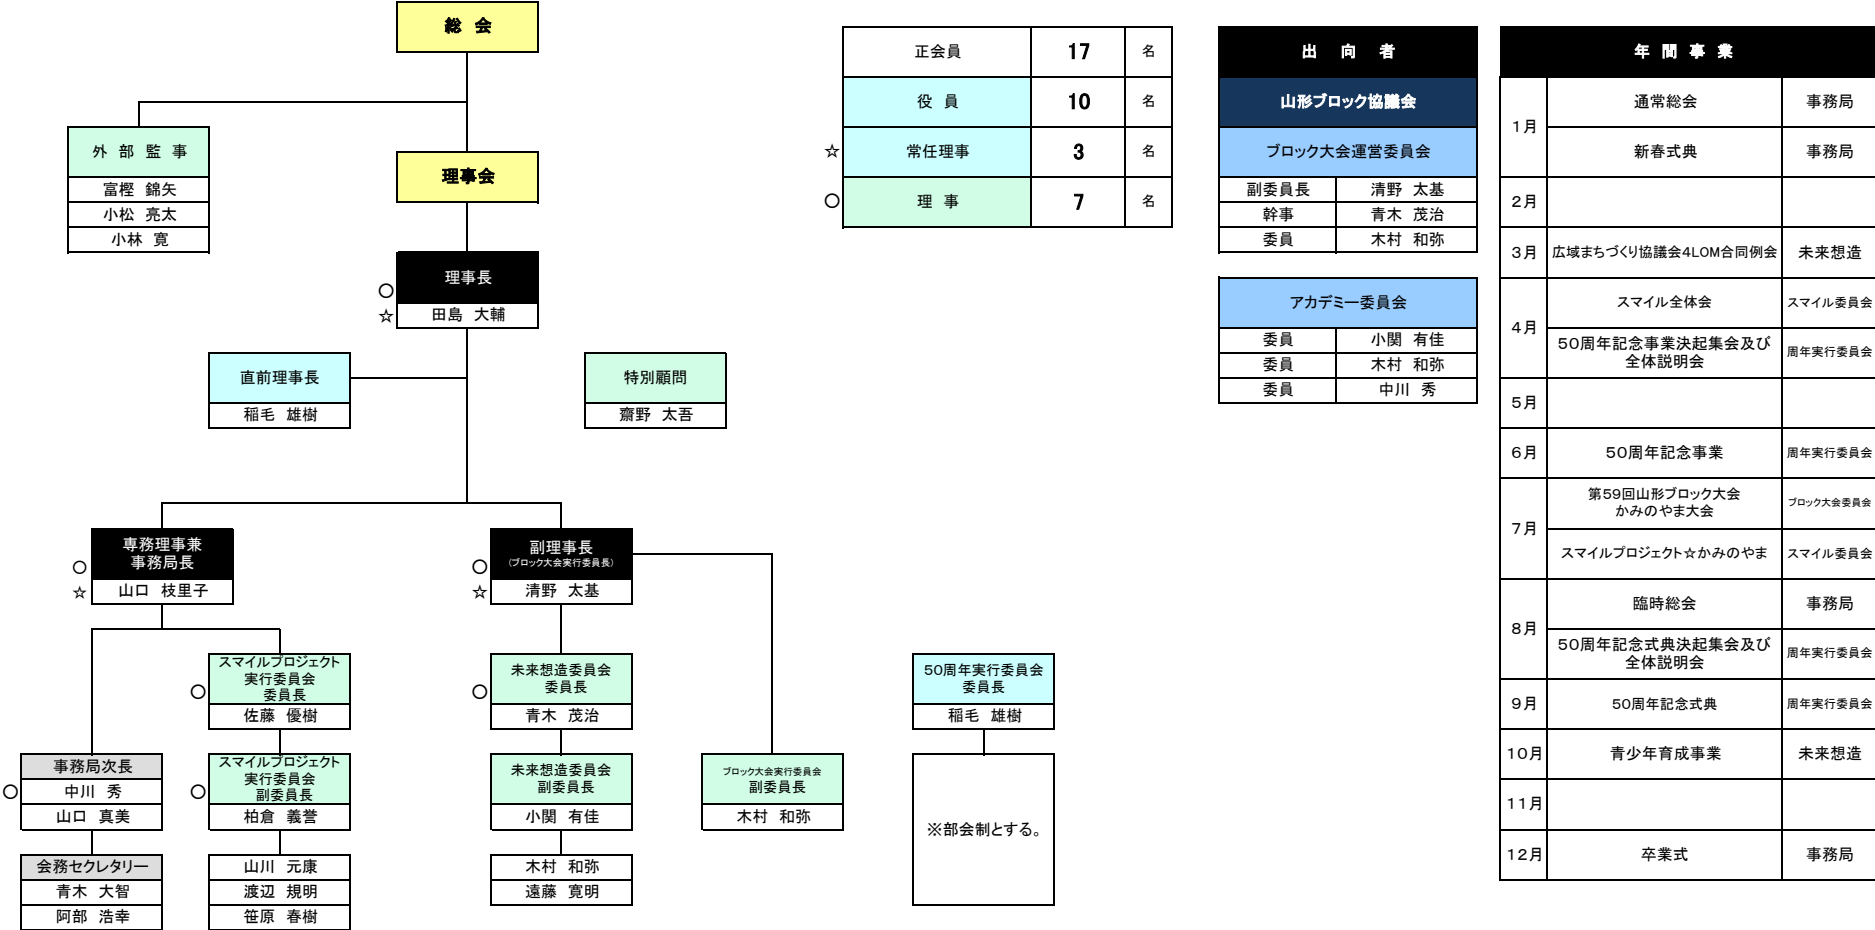 総 会
外 部 監 事
富樫 錦矢
小松 亮太
小林 寛
理事会
○
☆
理事長
田島 大輔
直前理事長
稲毛 雄樹
特別顧問
齋野 太吾
○
☆
専務理事兼
事務局長
山口 枝里子
○
☆
副理事長
(ブロック大会実行委員長)
清野 太基
○
スマイルプロジェクト
実行委員会
委員長
佐藤 優樹
○
未来想造委員会
委員長
青木 茂治
50周年実行委員会
委員長
稲毛 雄樹
○
事務局次長
中川 秀
山口 真美
○
スマイルプロジェクト
実行委員会
副委員長
柏倉 義誉
未来想造委員会
副委員長
小関 有佳
ブロック大会実行委員会
副委員長
木村 和弥
※部会制とする。
会務セクレタリー
青木 大智
阿部 浩幸
山川 元康
渡辺 規明
笹原 春樹
木村 和弥
遠藤 寛明
正会員 17 名
役 員 10 名
☆ 常任理事 3 名
○ 理 事 7 名
出 向 者
山形ブロック協議会
ブロック大会運営委員会
副委員長 清野 太基
幹事 青木 茂治
委員 木村 和弥
アカデミー委員会
委員 小関 有佳
委員 木村 和弥
委員 中川 秀
年 間 事 業
1月
通常総会 事務局
新春式典 事務局
2月
3月 広域まちづくり協議会4LOM合同例会 未来想造
4月
スマイル全体会 スマイル委員会
50周年記念事業決起集会及び
全体説明会
周年実行委員会
5月
6月 50周年記念事業 周年実行委員会
7月
第59回山形ブロック大会
かみのやま大会
ブロック大会委員会
スマイルプロジェクト☆かみのやま スマイル委員会
8月
臨時総会 事務局
50周年記念式典決起集会及び
全体説明会
周年実行委員会
9月 50周年記念式典 周年実行委員会
10月 青少年育成事業 未来想造
11月
12月 卒業式 事務局